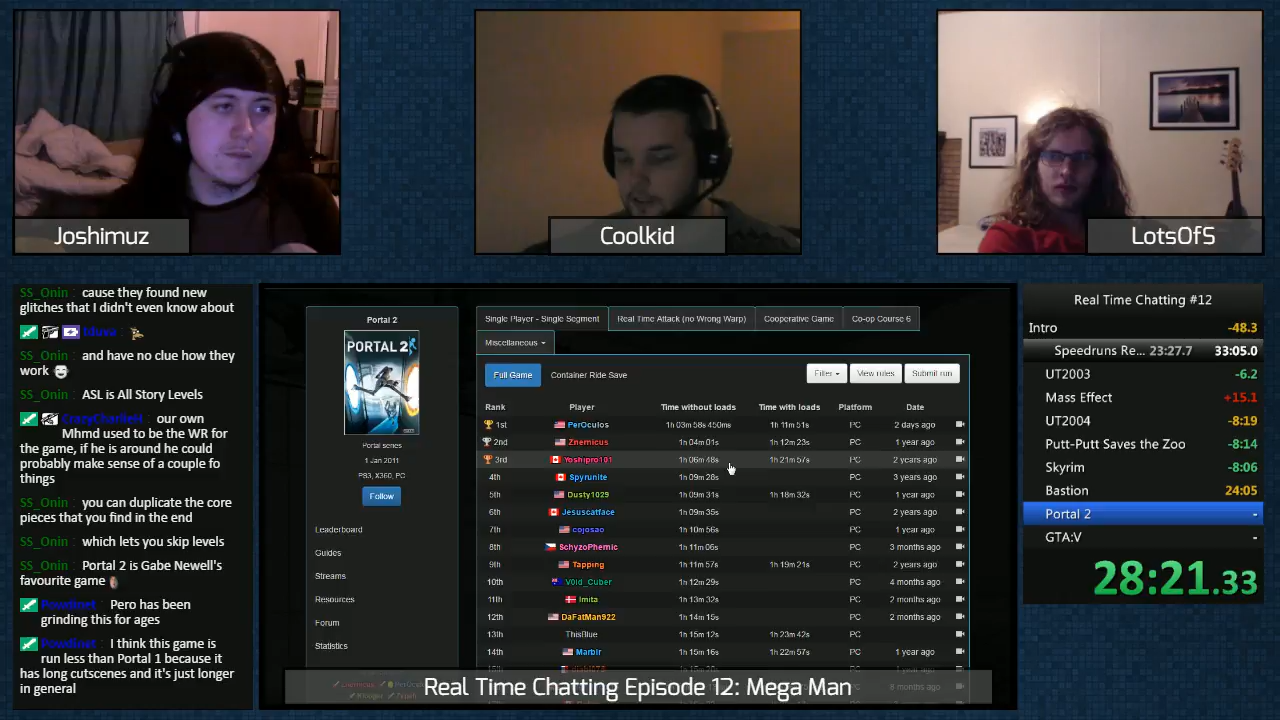 Joshimuz
Coolkid
LotsOfS
SS_Onin: cause they found new
glitches that I didn't even know about
SS_Onin: and have no clue how they
work
SS_Onin: ASL is All Story Levels
CrazyCharlieH: our own
Mhmd used to be the WR for
the game, if he is around he could
probably make sense of a couple fo
things
SS_Onin: you can duplicate the core
pieces that you find in the end
SS_Onin: which lets you skip levels
SS_Onin: Portal 2 is Gabe Newell's
favourite game
Powdinet: Pero has been
grinding this for ages
Powdinet: I think this game is
run less than Portal 1 because it
has long cutscenes and it's just longer
in general
Portal 2
PORTAL 2
Portal series
1 Jan 2011
PS3, X360, PC
Follow
Leaderboard
Guides
Streams
Resources
Forum
Statistics
Single Player - Single Segment Real Time Attack (no Wrong Warp) Cooperative Game Co-op Course 6
Miscellaneous
Full Game Container Ride Save Filter View rules Submit run
Rank Player Time without loads Time with loads Platform Date
1st PerOculos 1h 03m 58s 450ms 1h 11m 51s PC 2 days ago
2nd Znernicus 1h 04m 01s 1h 12m 23s PC 1 year ago
3rd Yoshipro101 1h 06m 48s 1h 21m 57s PC 2 years ago
4th Spyrunite 1h 09m 28s PC 3 years ago
5th Dusty1029 1h 09m 31s 1h 18m 32s PC 1 year ago
6th Jesuscatface 1h 09m 35s PC 2 years ago
7th cojosao 1h 10m 56s PC 1 year ago
8th SchyzoPhemic 1h 11m 06s PC 3 months ago
9th Tapping 1h 11m 57s 1h 19m 21s PC 2 years ago
10th V0id_Cuber 1h 12m 29s PC 4 months ago
11th Imita 1h 13m 32s PC 2 months ago
12th DaFatMan922 1h 14m 15s PC 2 months ago
13th ThisBlue 1h 15m 12s 1h 23m 42s PC
14th Marblr 1h 15m 16s 1h 22m 57s PC 1 year ago
Real Time Chatting Episode 12: Mega Man
Real Time Chatting #12
Intro -48.3
Speedruns Re... 23:27.7 33:05.0
UT2003 -6.2
Mass Effect +15.1
UT2004 -8:19
Putt-Putt Saves the Zoo -8:14
Skyrim -8:06
Bastion 24:05
Portal 2 -
GTA:V -
28:21.33